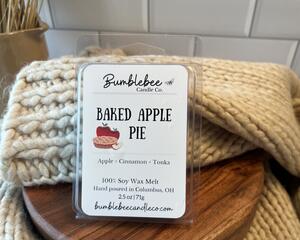 Bumblebee
Candle Co.
BAKED APPLE
PIE
Apple + Cinnamon + Tonka
100% Soy Wax Melt
Hand poured in Columbus, OH
2.5 oz | 71g
bumblebeecandleco.com